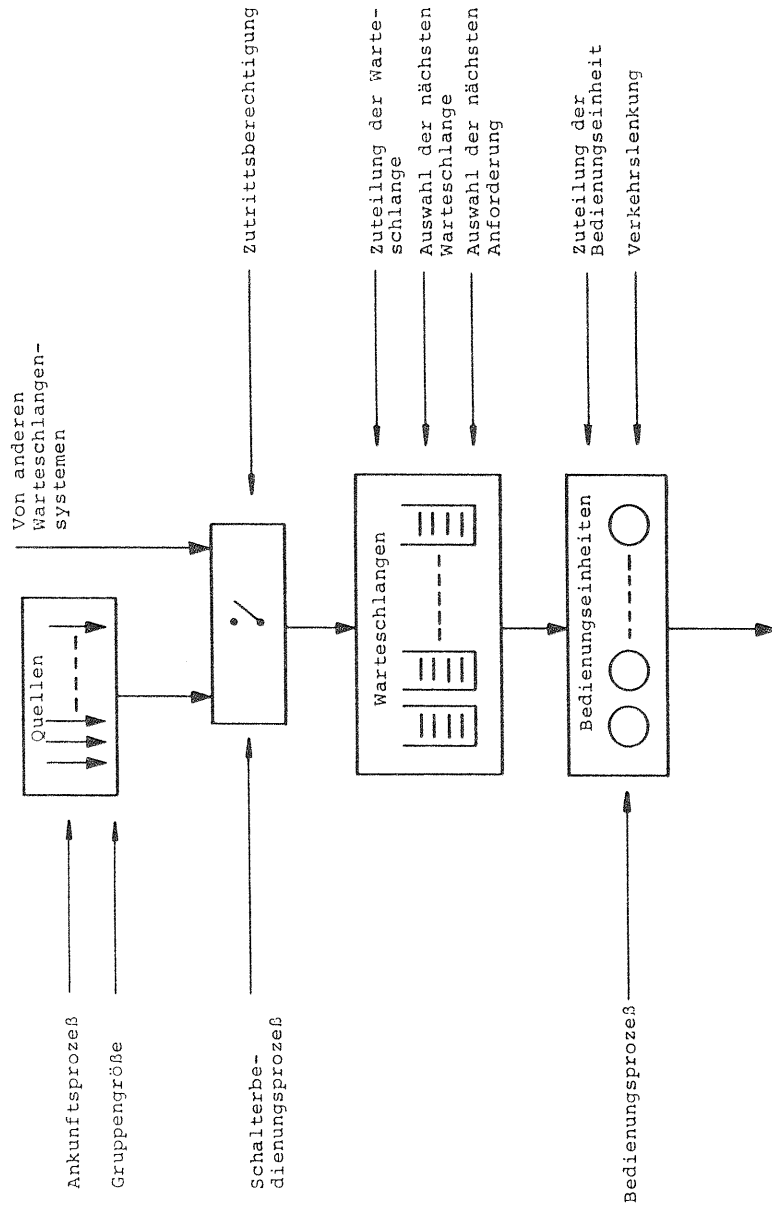 Ankunftsprozeß
Gruppengröße
Schalterbe-
dienungsprozeß
Bedienungsprozeß
Quellen
Von anderen
Warteschlangen-
systemen
Warteschlangen
Bedienungseinheiten
Zutrittsberechtigung
Zuteilung der Warte-
schlange
Auswahl der nächsten
Warteschlange
Auswahl der nächsten
Anforderung
Zuteilung der
Bedienungseinheit
Verkehrslenkung